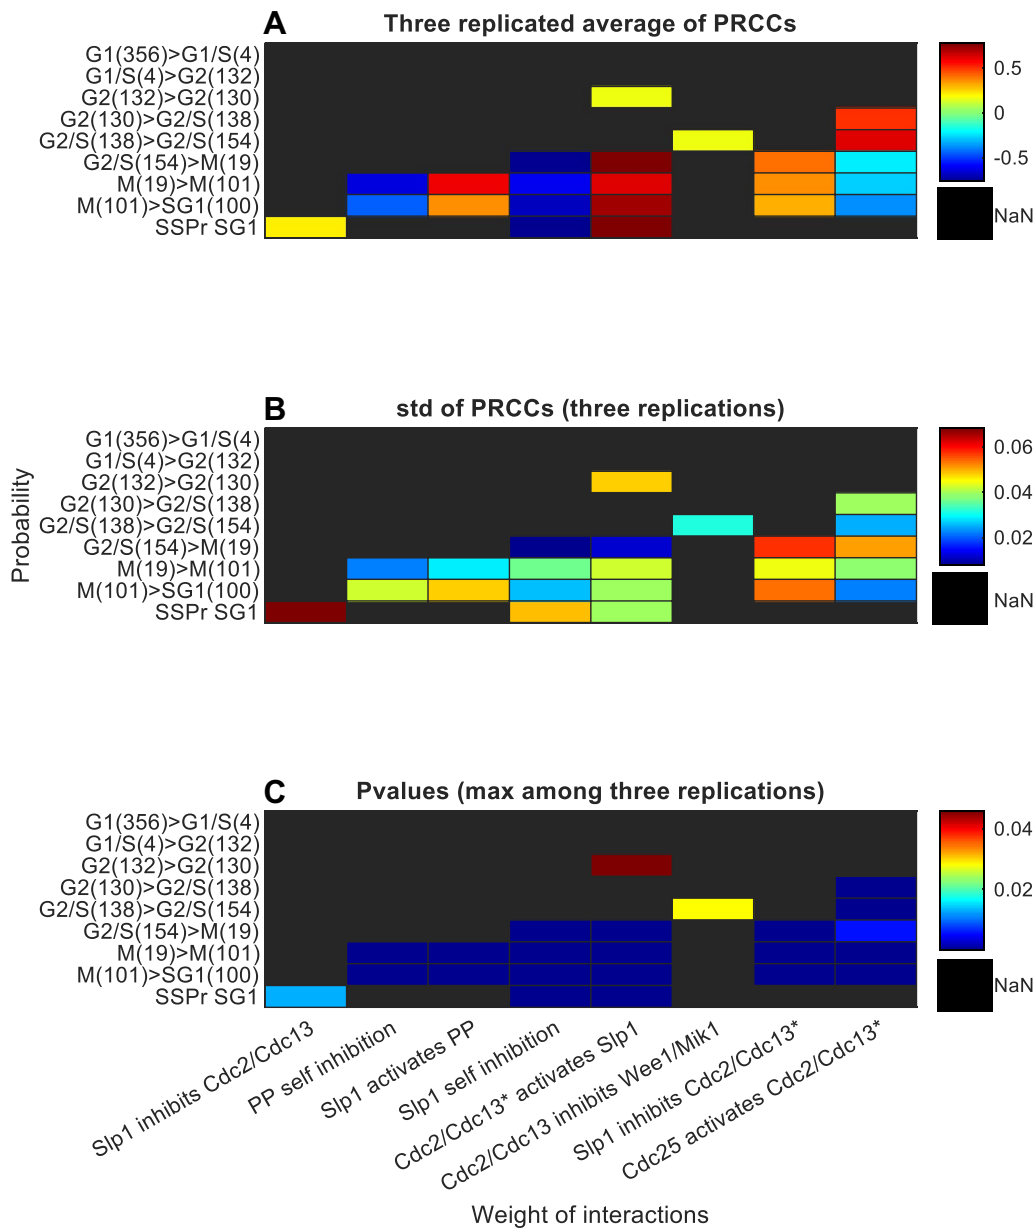 A Three replicated average of PRCCs
G1(356)>G1/S(4)
G1/S(4)>G2(132)
G2(132)>G2(130)
G2(130)>G2/S(138)
G2/S(138)>G2/S(154)
G2/S(154)>M(19)
M(19)>M(101)
M(101)>SG1(100)
SSPr SG1
0.5
0
-0.5
NaN
Probability
B std of PRCCs (three replications)
G1(356)>G1/S(4)
G1/S(4)>G2(132)
G2(132)>G2(130)
G2(130)>G2/S(138)
G2/S(138)>G2/S(154)
G2/S(154)>M(19)
M(19)>M(101)
M(101)>SG1(100)
SSPr SG1
0.06
0.04
0.02
NaN
C Pvalues (max among three replications)
G1(356)>G1/S(4)
G1/S(4)>G2(132)
G2(132)>G2(130)
G2(130)>G2/S(138)
G2/S(138)>G2/S(154)
G2/S(154)>M(19)
M(19)>M(101)
M(101)>SG1(100)
SSPr SG1
0.04
0.02
NaN
Slp1 inhibits Cdc2/Cdc13
PP self inhibition
Slp1 activates PP
Slp1 self inhibition
Cdc2/Cdc13* activates Slp1
Cdc2/Cdc13 inhibits Wee1/Mik1
Slp1 inhibits Cdc2/Cdc13*
Cdc25 activates Cdc2/Cdc13*
Weight of interactions